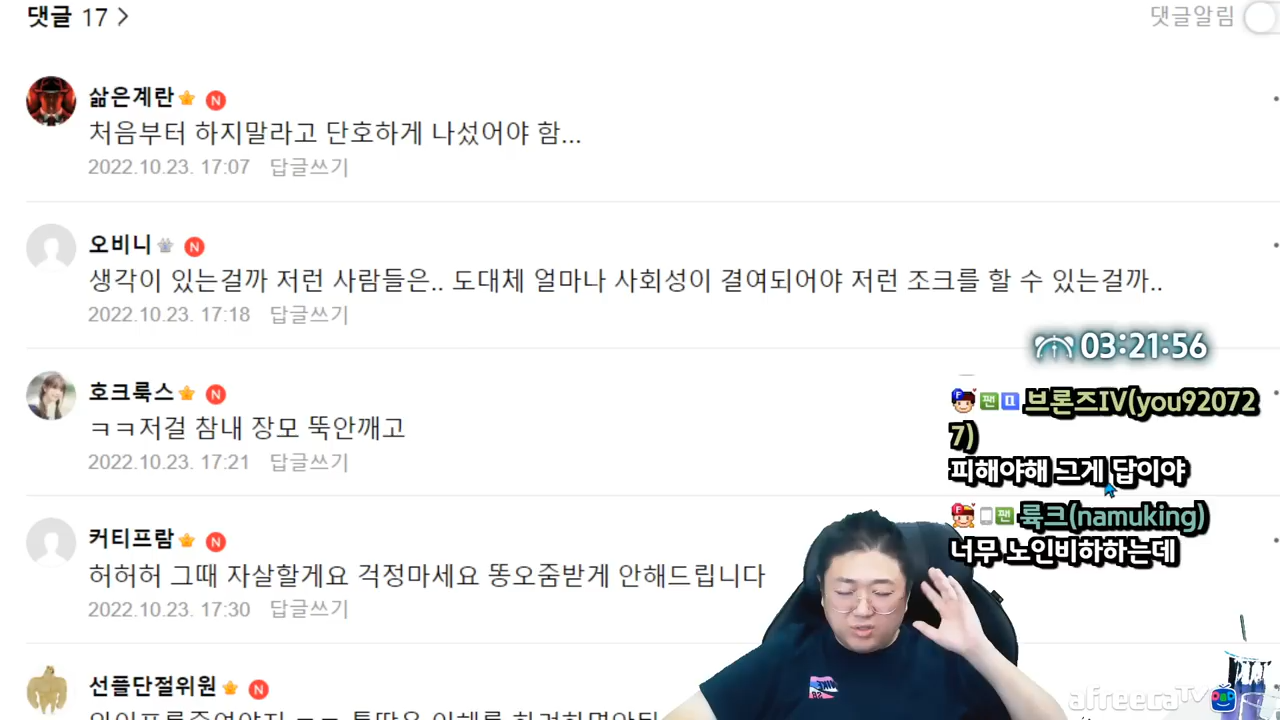 댓글 17 >
댓글알림
삶은계란 N
처음부터 하지말라고 단호하게 나섰어야 함...
2022.10.23. 17:07 답글쓰기
오비니 N
생각이 있는걸까 저런 사람들은.. 도대체 얼마나 사회성이 결여되어야 저런 조크를 할 수 있는걸까..
2022.10.23. 17:18 답글쓰기
03:21:56
호크룩스 N
ㅋㅋ저걸 참내 장모 뚝안깨고
2022.10.23. 17:21 답글쓰기
F 팬 브론즈IV(you92072
7)
피해야해 그게 답이야
F 팬 룩크(namuking)
너무 노인비하하는데
커티프람 N
허허허 그때 자살할게요 걱정마세요 똥오줌받게 안해드립니다
2022.10.23. 17:30 답글쓰기
선플단절위원 N
afreecaTV